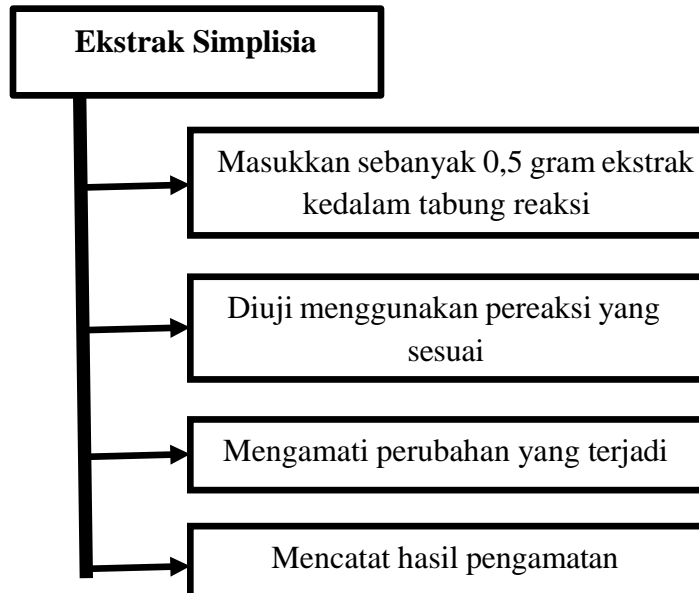 Ekstrak Simplisia
Masukkan sebanyak 0,5 gram ekstrak
kedalam tabung reaksi
Diuji menggunakan pereaksi yang
sesuai
Mengamati perubahan yang terjadi
Mencatat hasil pengamatan